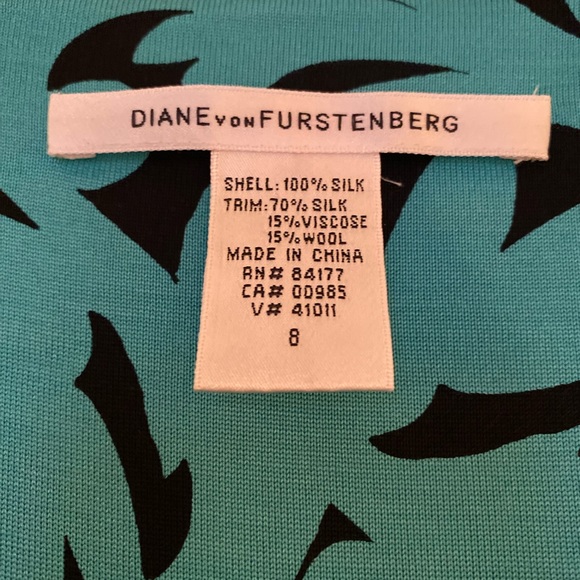 DIANE VON FURSTENBERG
SHELL: 100% SILK
TRIM: 70% SILK
15% VISCOSE
15% WOOL
MADE IN CHINA
RN# 84177
CA# 00985
V# 41011
8